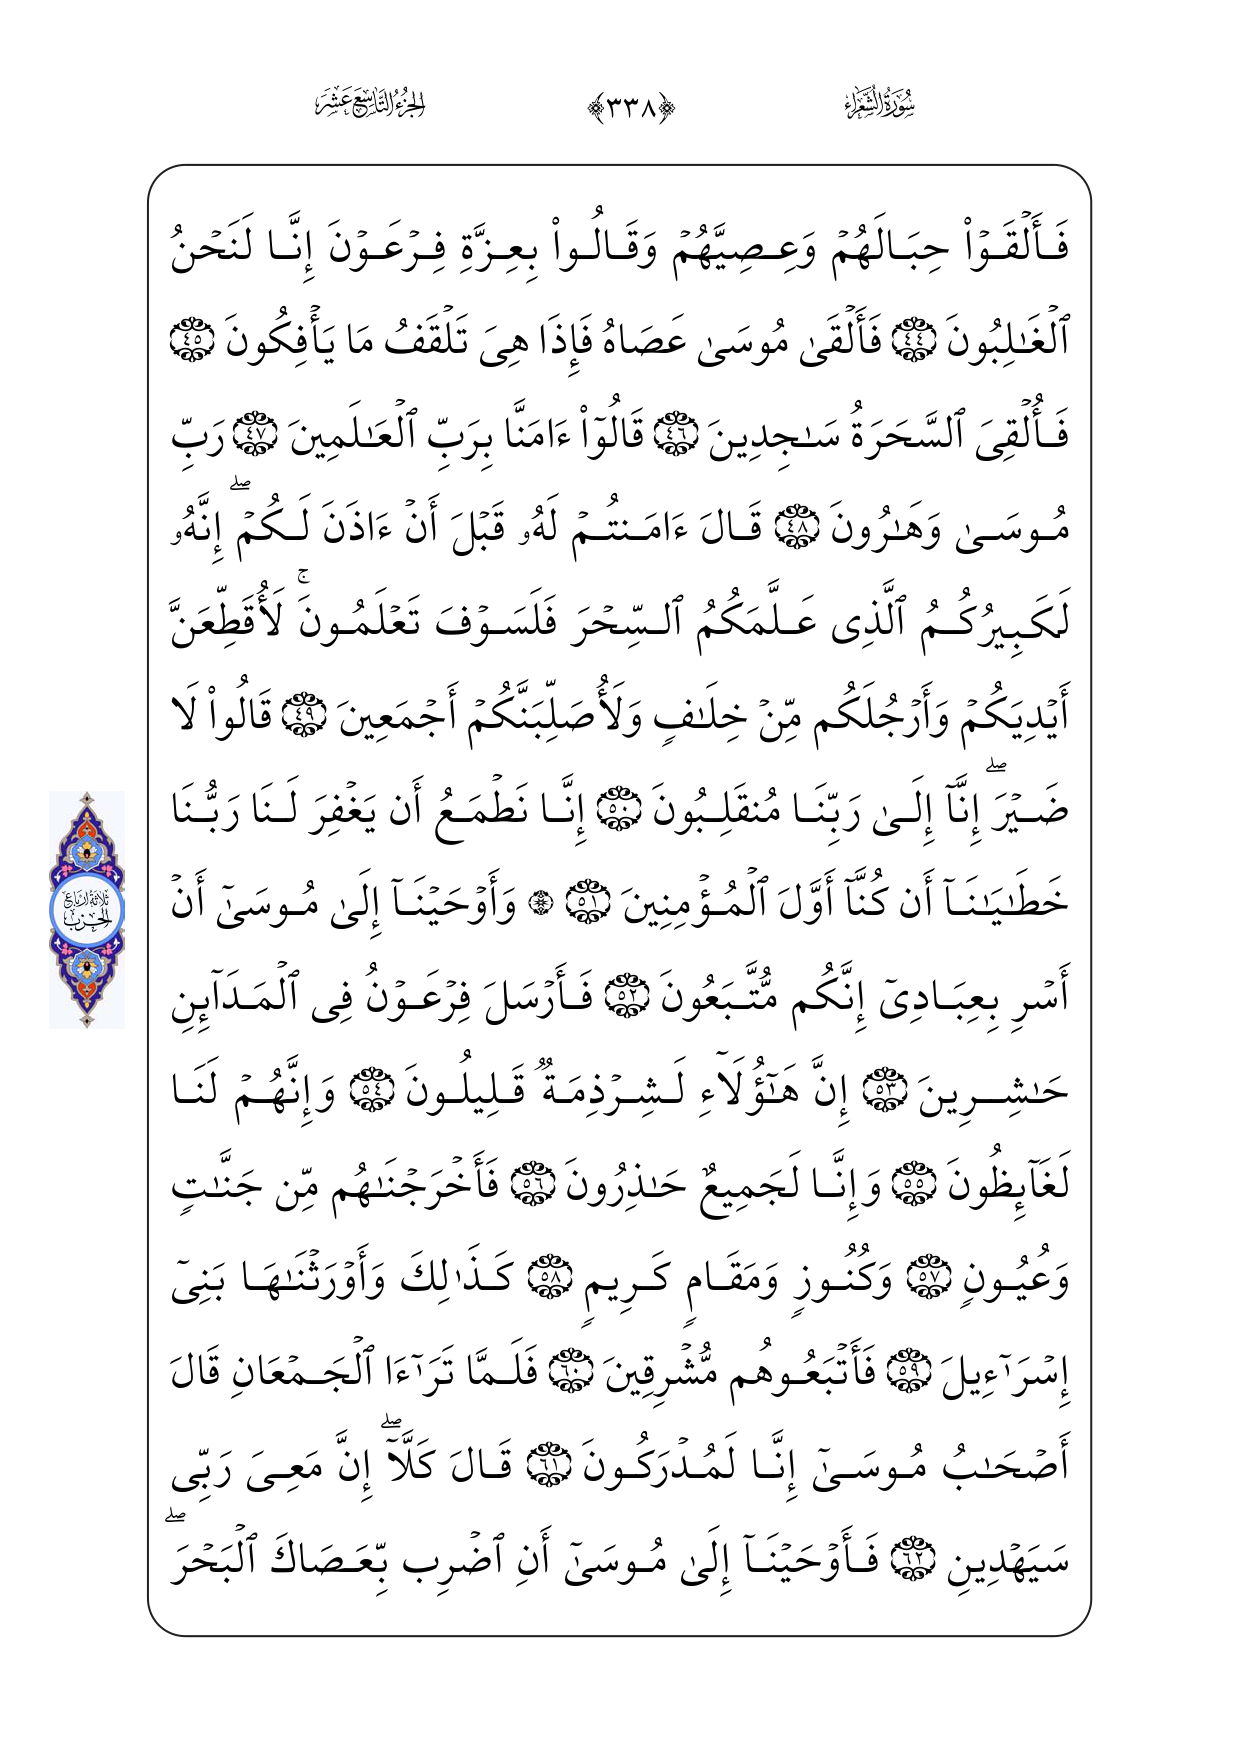 سُورَةُ الشُّعَرَاء ﴿٣٣٨﴾ الجُزْءُ التَّاسِعَ عَشَرَ
فَأَلۡقَوۡاْ حِبَالَهُمۡ وَعِصِيَّهُمۡ وَقَالُواْ بِعِزَّةِ فِرۡعَوۡنَ إِنَّا لَنَحۡنُ
ٱلۡغَٰلِبُونَ ٤٤ فَأَلۡقَىٰ مُوسَىٰ عَصَاهُ فَإِذَا هِيَ تَلۡقَفُ مَا يَأۡفِكُونَ ٤٥
فَأُلۡقِيَ ٱلسَّحَرَةُ سَٰجِدِينَ ٤٦ قَالُوٓاْ ءَامَنَّا بِرَبِّ ٱلۡعَٰلَمِينَ ٤٧ رَبِّ
مُوسَىٰ وَهَٰرُونَ ٤٨ قَالَ ءَامَنتُمۡ لَهُۥ قَبۡلَ أَنۡ ءَاذَنَ لَكُمۡۖ إِنَّهُۥ
لَكَبِيرُكُمُ ٱلَّذِي عَلَّمَكُمُ ٱلسِّحۡرَ فَلَسَوۡفَ تَعۡلَمُونَۚ لَأُقَطِّعَنَّ
أَيۡدِيَكُمۡ وَأَرۡجُلَكُم مِّنۡ خِلَٰفٖ وَلَأُصَلِّبَنَّكُمۡ أَجۡمَعِينَ ٤٩ قَالُواْ لَا
ضَيۡرَۖ إِنَّآ إِلَىٰ رَبِّنَا مُنقَلِبُونَ ٥٠ إِنَّا نَطۡمَعُ أَن يَغۡفِرَ لَنَا رَبُّنَا
خَطَٰيَٰنَآ أَن كُنَّآ أَوَّلَ ٱلۡمُؤۡمِنِينَ ٥١ ۞ وَأَوۡحَيۡنَآ إِلَىٰ مُوسَىٰٓ أَنۡ
أَسۡرِ بِعِبَادِيٓ إِنَّكُم مُّتَّبَعُونَ ٥٢ فَأَرۡسَلَ فِرۡعَوۡنُ فِي ٱلۡمَدَآئِنِ
حَٰشِرِينَ ٥٣ إِنَّ هَٰٓؤُلَآءِ لَشِرۡذِمَةٞ قَلِيلُونَ ٥٤ وَإِنَّهُمۡ لَنَا
لَغَآئِظُونَ ٥٥ وَإِنَّا لَجَمِيعٌ حَٰذِرُونَ ٥٦ فَأَخۡرَجۡنَٰهُم مِّن جَنَّٰتٖ
وَعُيُونٖ ٥٧ وَكُنُوزٖ وَمَقَامٖ كَرِيمٖ ٥٨ كَذَٰلِكَ وَأَوۡرَثۡنَٰهَا بَنِيٓ
إِسۡرَٰٓءِيلَ ٥٩ فَأَتۡبَعُوهُم مُّشۡرِقِينَ ٦٠ فَلَمَّا تَرَٰٓءَا ٱلۡجَمۡعَانِ قَالَ
أَصۡحَٰبُ مُوسَىٰٓ إِنَّا لَمُدۡرَكُونَ ٦١ قَالَ كَلَّآۖ إِنَّ مَعِيَ رَبِّي
سَيَهۡدِينِ ٦٢ فَأَوۡحَيۡنَآ إِلَىٰ مُوسَىٰٓ أَنِ ٱضۡرِب بِّعَصَاكَ ٱلۡبَحۡرَۖ
ثَلَاثَةُ أَرْبَاعِ
الْحِزْب